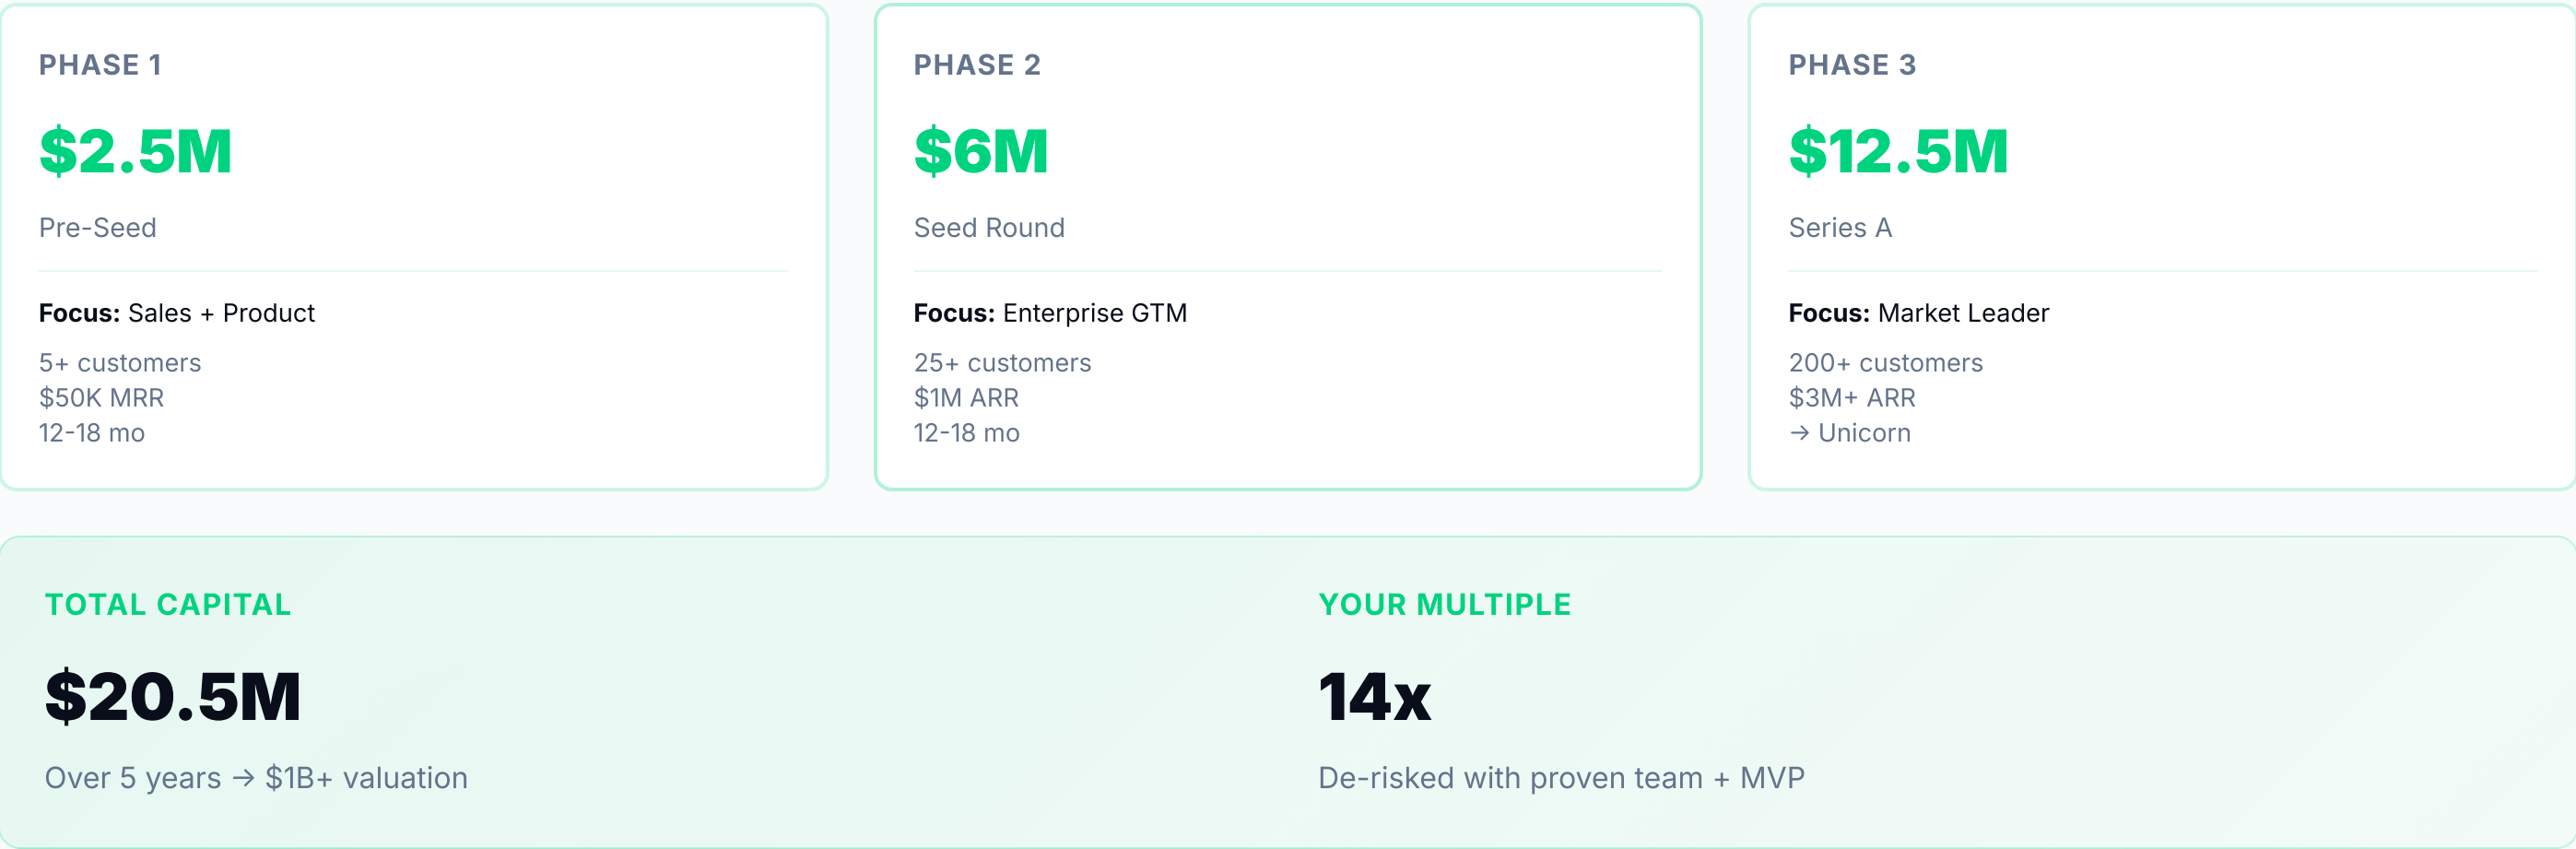 PHASE 1
$2.5M
Pre-Seed
Focus: Sales + Product
5+ customers
$50K MRR
12-18 mo
PHASE 2
$6M
Seed Round
Focus: Enterprise GTM
25+ customers
$1M ARR
12-18 mo
PHASE 3
$12.5M
Series A
Focus: Market Leader
200+ customers
$3M+ ARR
→ Unicorn
TOTAL CAPITAL
$20.5M
Over 5 years → $1B+ valuation
YOUR MULTIPLE
14x
De-risked with proven team + MVP